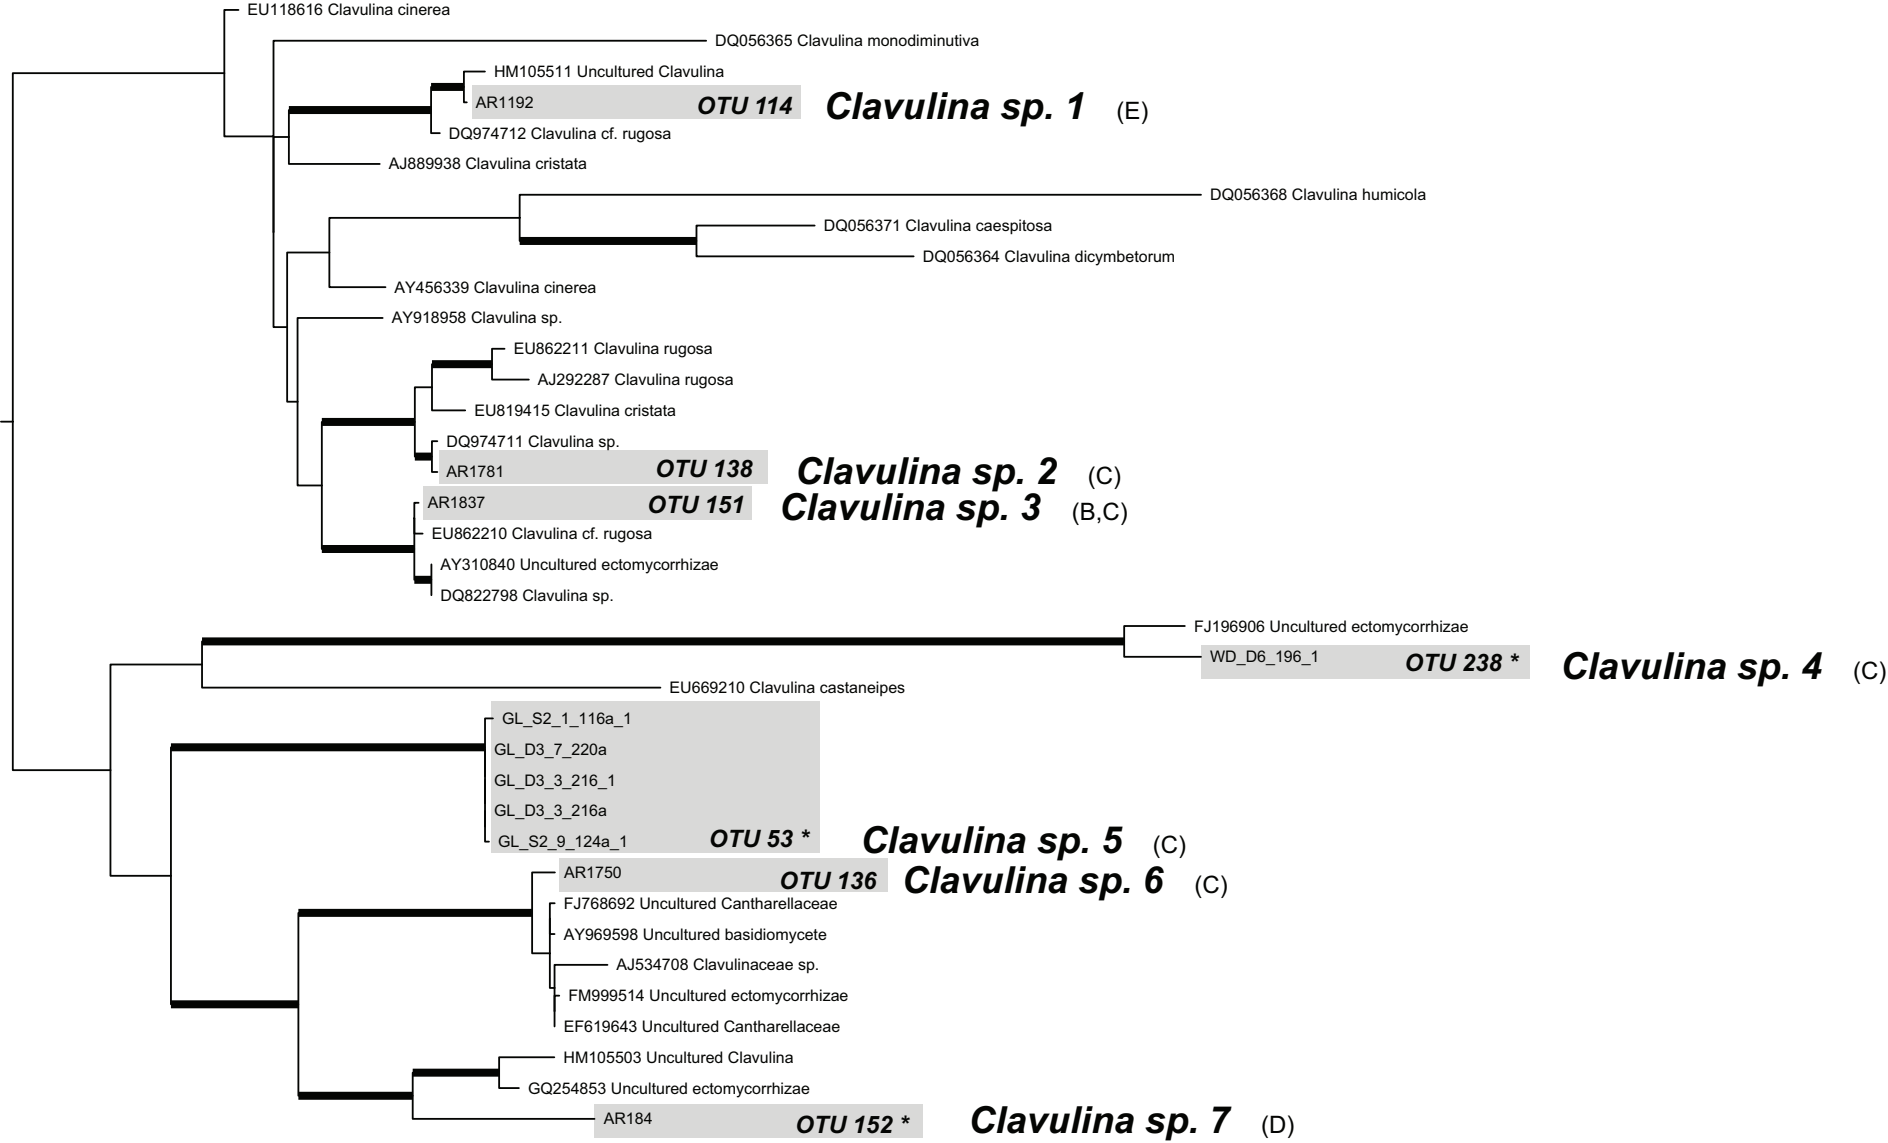 EU118616 Clavulina cinerea
DQ056365 Clavulina monodiminutiva
HM105511 Uncultured Clavulina
AR1192 OTU 114 Clavulina sp. 1 (E)
DQ974712 Clavulina cf. rugosa
AJ889938 Clavulina cristata
DQ056368 Clavulina humicola
DQ056371 Clavulina caespitosa
DQ056364 Clavulina dicymbetorum
AY456339 Clavulina cinerea
AY918958 Clavulina sp.
EU862211 Clavulina rugosa
AJ292287 Clavulina rugosa
EU819415 Clavulina cristata
DQ974711 Clavulina sp.
AR1781 OTU 138 Clavulina sp. 2 (C)
AR1837 OTU 151 Clavulina sp. 3 (B,C)
EU862210 Clavulina cf. rugosa
AY310840 Uncultured ectomycorrhizae
DQ822798 Clavulina sp.
FJ196906 Uncultured ectomycorrhizae
WD_D6_196_1 OTU 238 * Clavulina sp. 4 (C)
EU669210 Clavulina castaneipes
GL_S2_1_116a_1
GL_D3_7_220a
GL_D3_3_216_1
GL_D3_3_216a
GL_S2_9_124a_1 OTU 53 * Clavulina sp. 5 (C)
AR1750 OTU 136 Clavulina sp. 6 (C)
FJ768692 Uncultured Cantharellaceae
AY969598 Uncultured basidiomycete
AJ534708 Clavulinaceae sp.
FM999514 Uncultured ectomycorrhizae
EF619643 Uncultured Cantharellaceae
HM105503 Uncultured Clavulina
GQ254853 Uncultured ectomycorrhizae
AR184 OTU 152 * Clavulina sp. 7 (D)